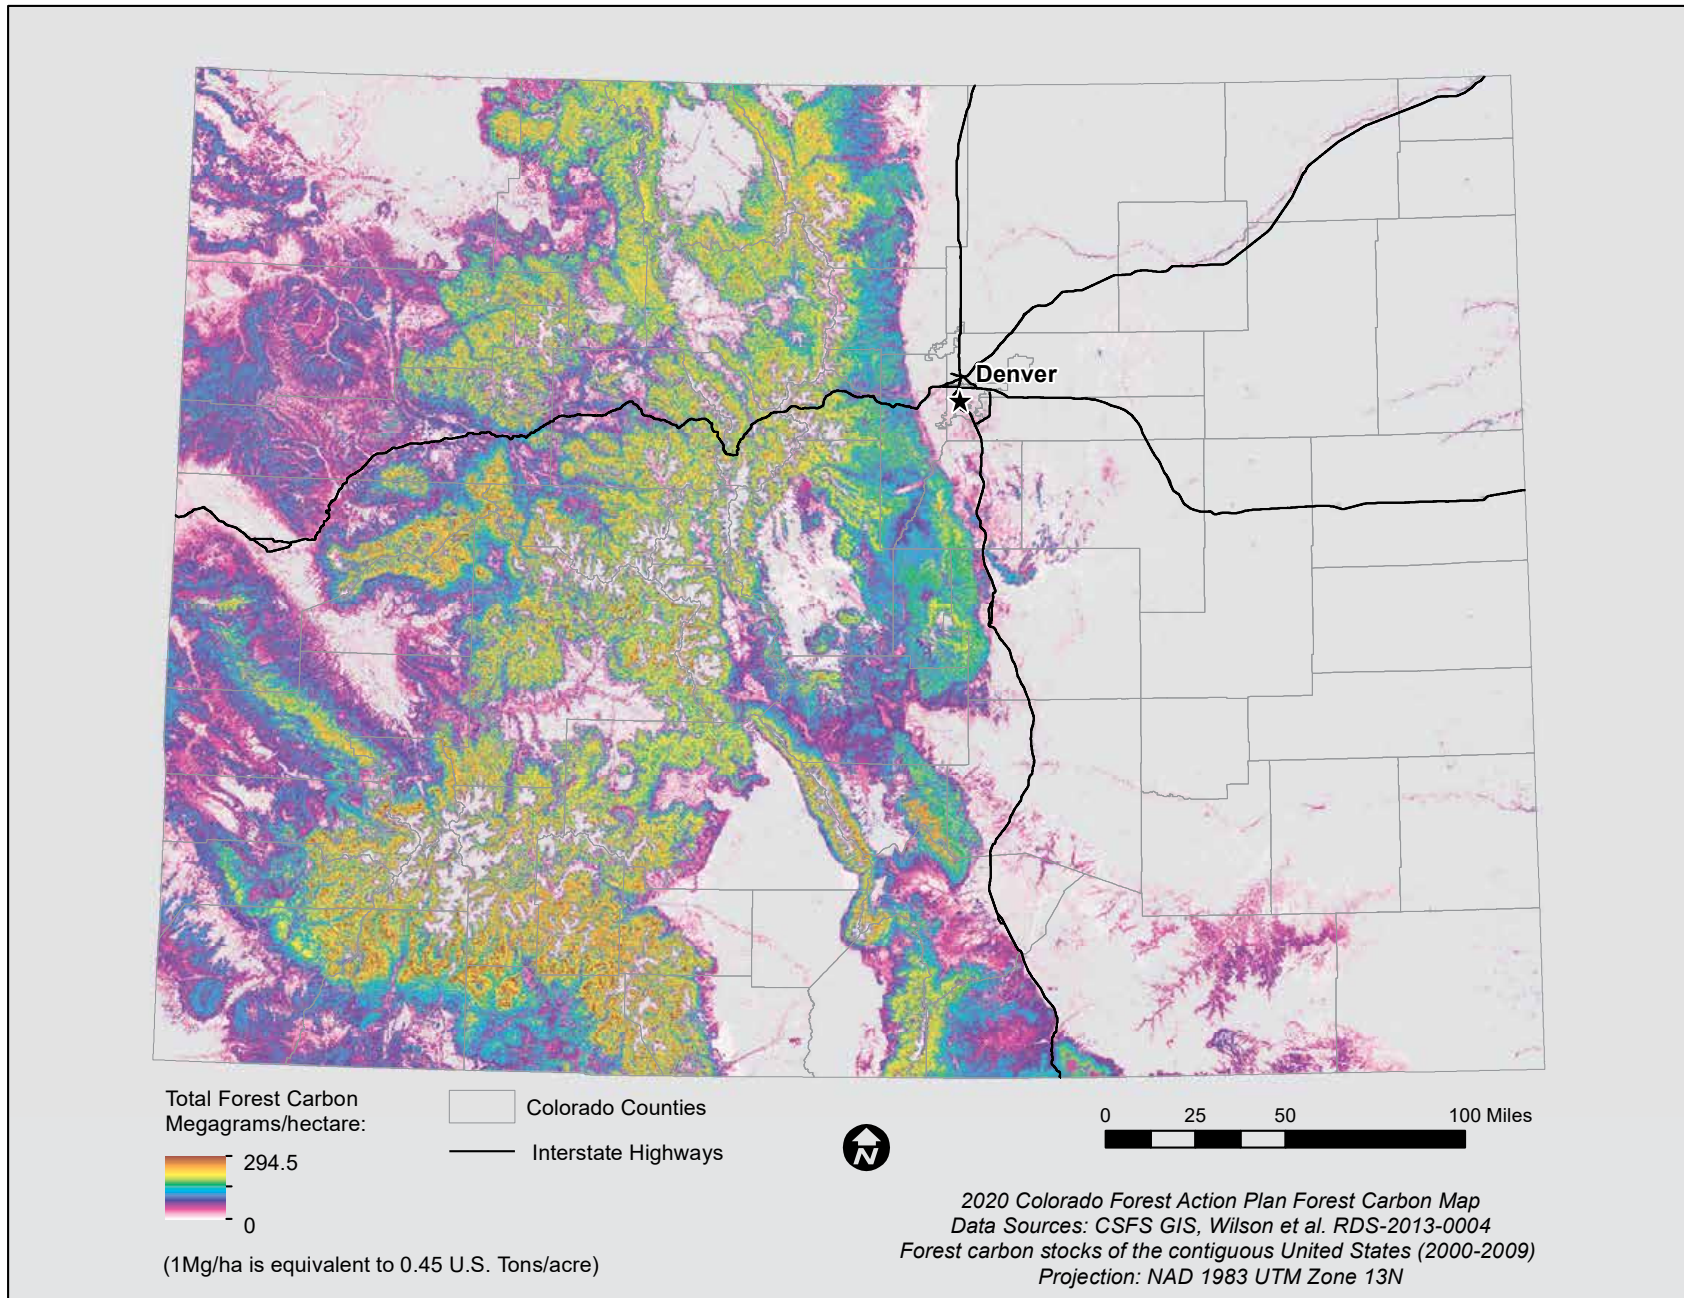 Denver
Total Forest Carbon
Megagrams/hectare:
294.5
0
(1Mg/ha is equivalent to 0.45 U.S. Tons/acre)
Colorado Counties
Interstate Highways
N
0 25 50 100 Miles
2020 Colorado Forest Action Plan Forest Carbon Map
Data Sources: CSFS GIS, Wilson et al. RDS-2013-0004
Forest carbon stocks of the contiguous United States (2000-2009)
Projection: NAD 1983 UTM Zone 13N